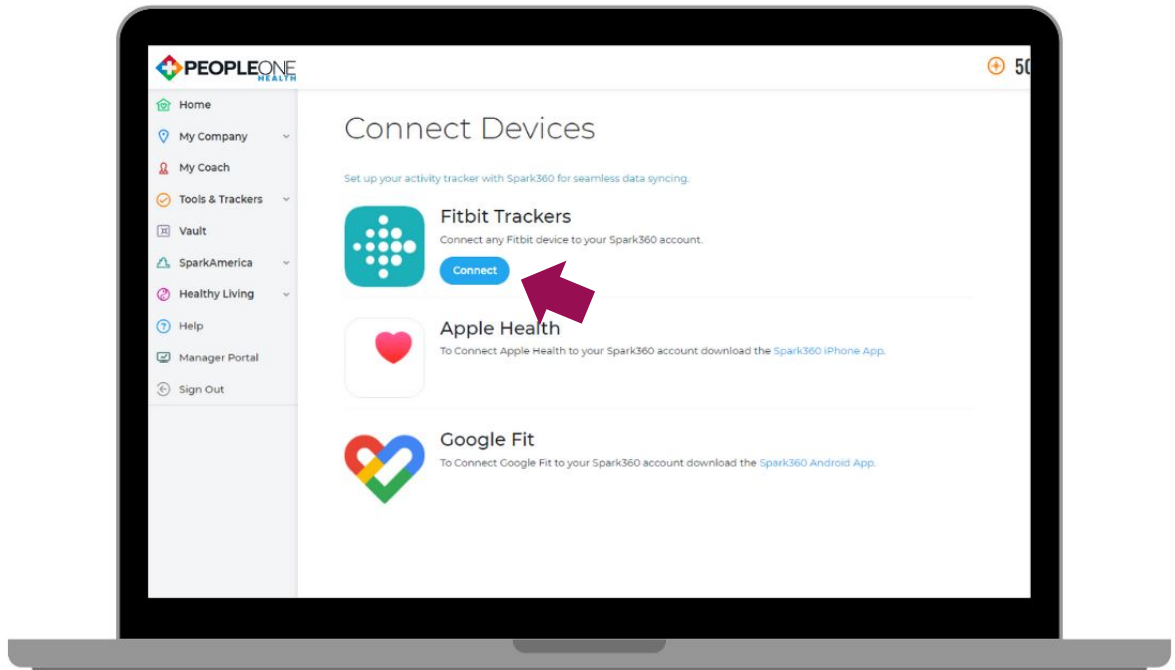 PEOPLEONE
HEALTH
50
Home
My Company
My Coach
Tools & Trackers
Vault
SparkAmerica
Healthy Living
Help
Manager Portal
Sign Out
Connect Devices
Set up your activity tracker with Spark360 for seamless data syncing.
Fitbit Trackers
Connect any Fitbit device to your Spark360 account.
Connect
Apple Health
To Connect Apple Health to your Spark360 account download the Spark360 iPhone App.
Google Fit
To Connect Google Fit to your Spark360 account download the Spark360 Android App.